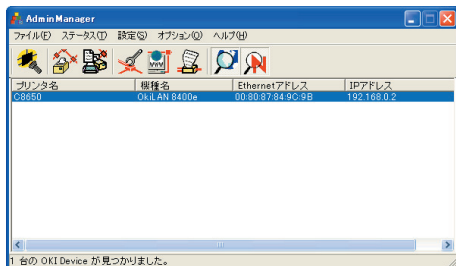 AdminManager
ファイル(F) ステータス(T) 設定(S) オプション(O) ヘルプ(H)
WWW
プリンタ名 機種名 Ethernetアドレス IPアドレス
C8650 OkiLAN 8400e 00:80:87:84:9C:9B 192.168.0.2
1 台の OKI Device が見つかりました。